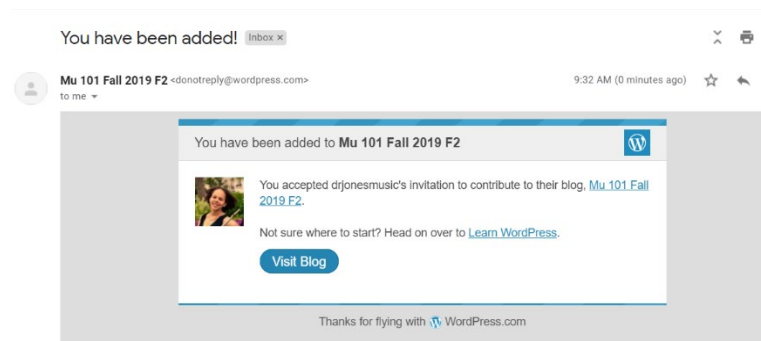 You have been added! Inbox x
Mu 101 Fall 2019 F2 <donotreply@wordpress.com> 9:32 AM (0 minutes ago)
to me
You have been added to Mu 101 Fall 2019 F2
You accepted drjonesmusic's invitation to contribute to their blog, Mu 101 Fall
2019 F2.
Not sure where to start? Head on over to Learn WordPress.
Visit Blog
Thanks for flying with WordPress.com